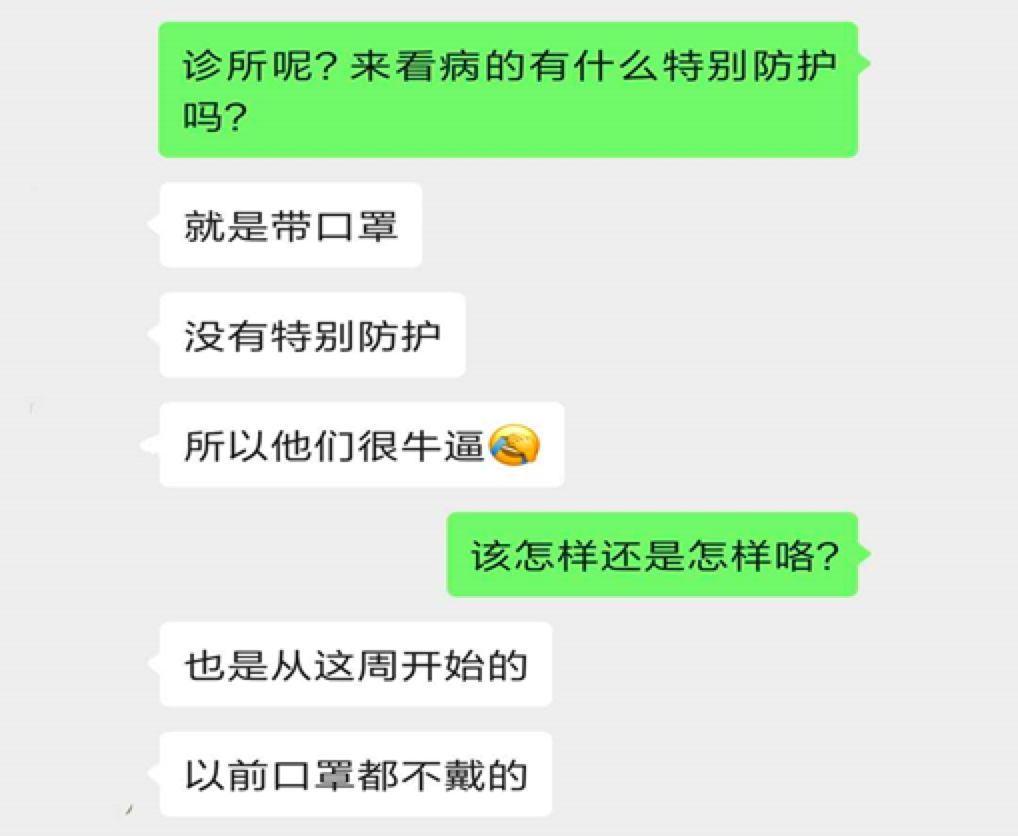 诊所呢? 来看病的有什么特别防护
吗?
就是带口罩
没有特别防护
所以他们很牛逼
该怎样还是怎样咯?
也是从这周开始的
以前口罩都不戴的